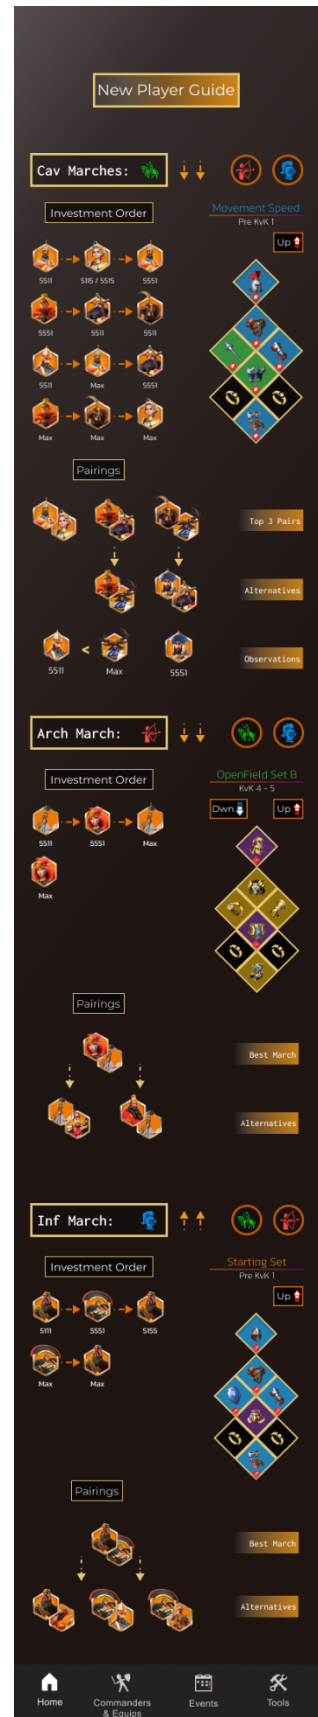 New Player Guide
Cav Marches:
Investment Order
Movement Speed
Pre KvK 1
Up
5511
515 / 5515
5551
5551
5511
5511
5511
Max
5551
Max
Max
Max
Pairings
Top 3 Pairs
Alternatives
5511
<
Max
5551
Observations
Arch March:
Investment Order
OpenField Set B
KvK 4 - 5
Dwn
Up
5511
5551
Max
Max
Pairings
Best March
Alternatives
Inf March:
Investment Order
Starting Set
Pre KvK 1
Up
5111
5551
5155
Max
Max
Pairings
Best March
Alternatives
Home
Commanders
& Equips
Events
Tools